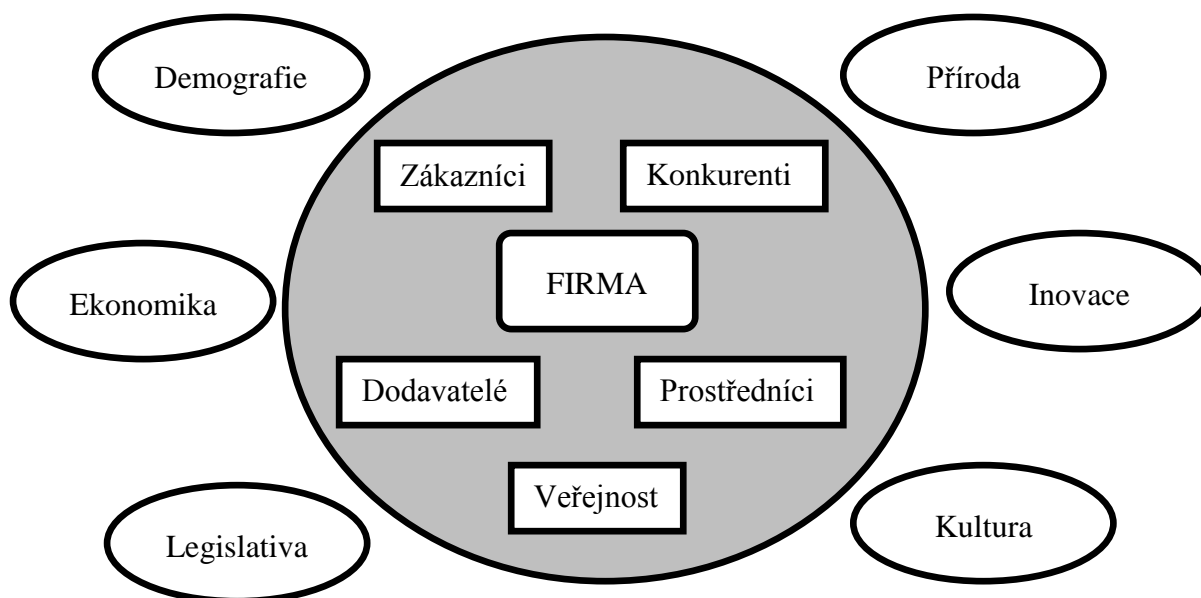 Demografie
Příroda
Zákazníci
Konkurenti
FIRMA
Ekonomika
Inovace
Dodavatelé
Prostředníci
Veřejnost
Legislativa
Kultura